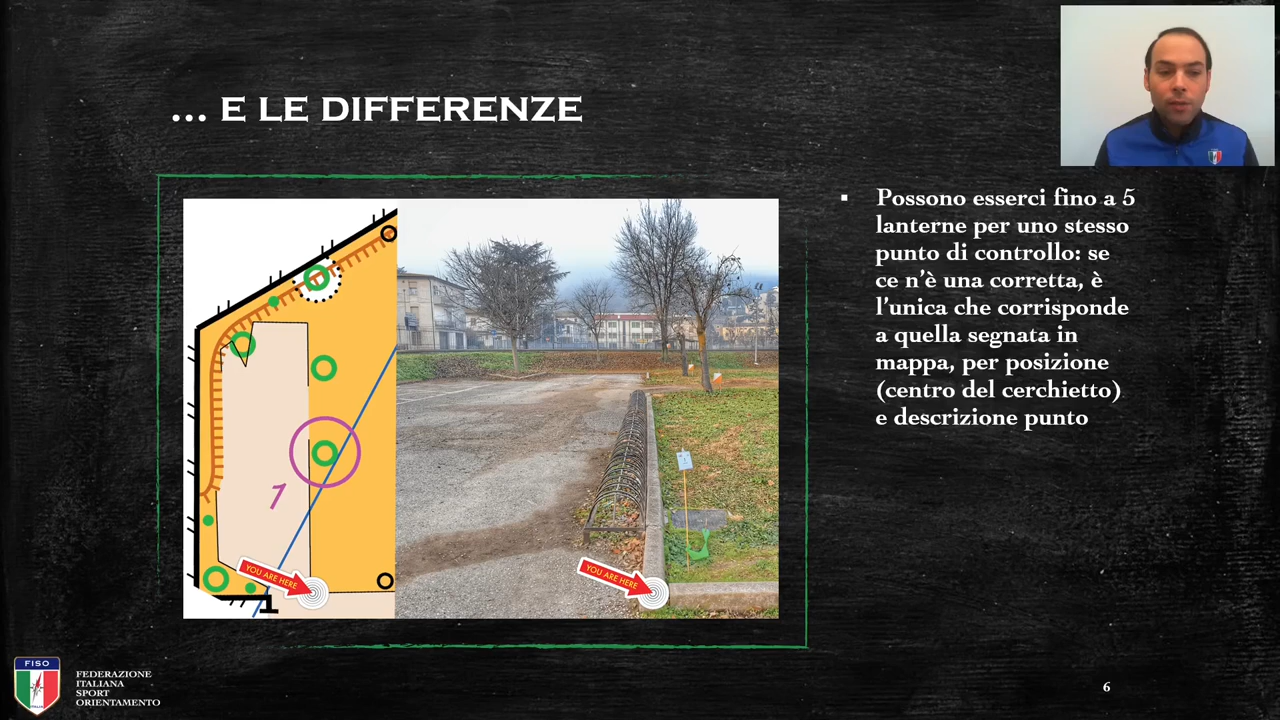 ... E LE DIFFERENZE
▪ Possono esserci fino a 5
lanterne per uno stesso
punto di controllo: se
ce n'è una corretta, è
l'unica che corrisponde
a quella segnata in
mappa, per posizione
(centro del cerchietto)
e descrizione punto
1
YOU ARE HERE
YOU ARE HERE
FISO
ITALIA
FEDERAZIONE
ITALIANA
SPORT
ORIENTAMENTO
6